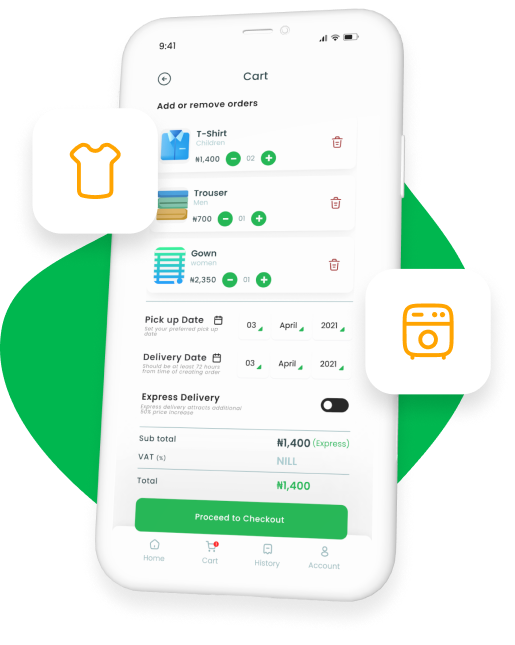 9:41
Cart
Add or remove orders
T-Shirt
Children
₦1,400 02
Trouser
Men
₦700 01
Gown
women
₦2,350 01
Pick up Date 03 April 2021
Set your preferred pick up
date
Delivery Date 03 April 2021
Should be at least 72 hours
from time of creating order
Express Delivery
Express delivery attracts additional
50% price increase
Sub total ₦1,400 (Express)
VAT (%) NILL
Total ₦1,400
Proceed to Checkout
Home Cart History Account